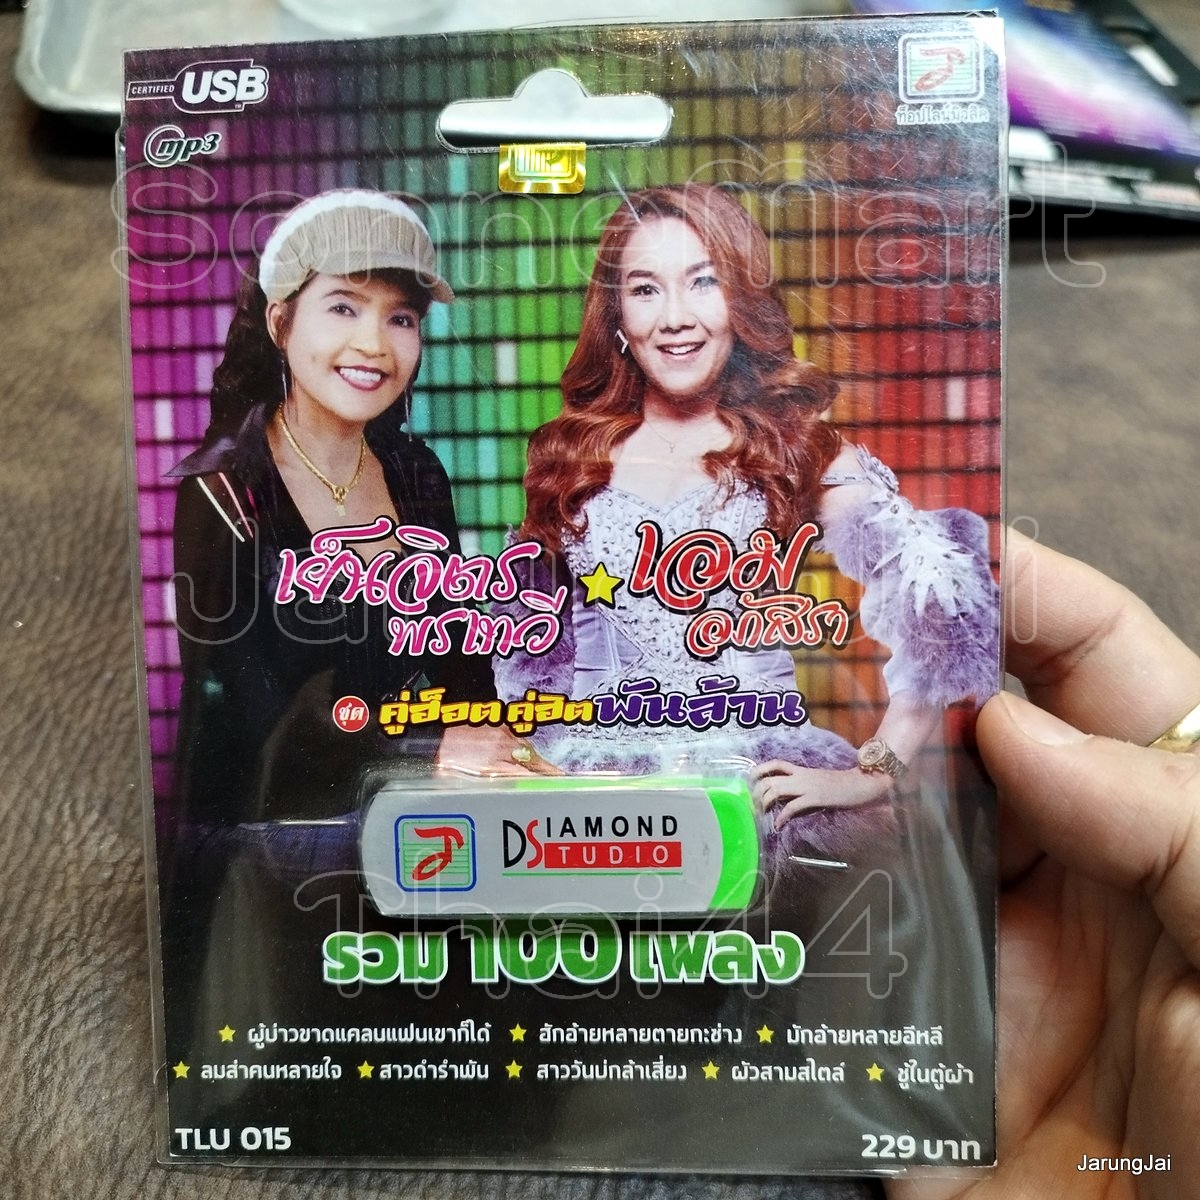 CERTIFIED USB
mp3
ท็อปไลน์มิวสิค
SonneMart
เย็นจิตร พรเทวี
เอม อภัสรา
JarungJai
ชุด คู่ฮ็อตคู่ฮิตพันล้าน
DIAMOND
STUDIO
Thai44
รวม 100 เพลง
ผู้บ่าวขาดแคลนแฟนเขาก็ได้ ฮักอ้ายหลายตายกะช่าง มักอ้ายหลายอีหลี
ลมลำคนหลายใจ สาวดำรำพัน สาววันบ่กล้าเสี่ยง ผัวสามสไตล์ ชู้ในตู้ผ้า
TLU 015
229 บาท
JarungJai